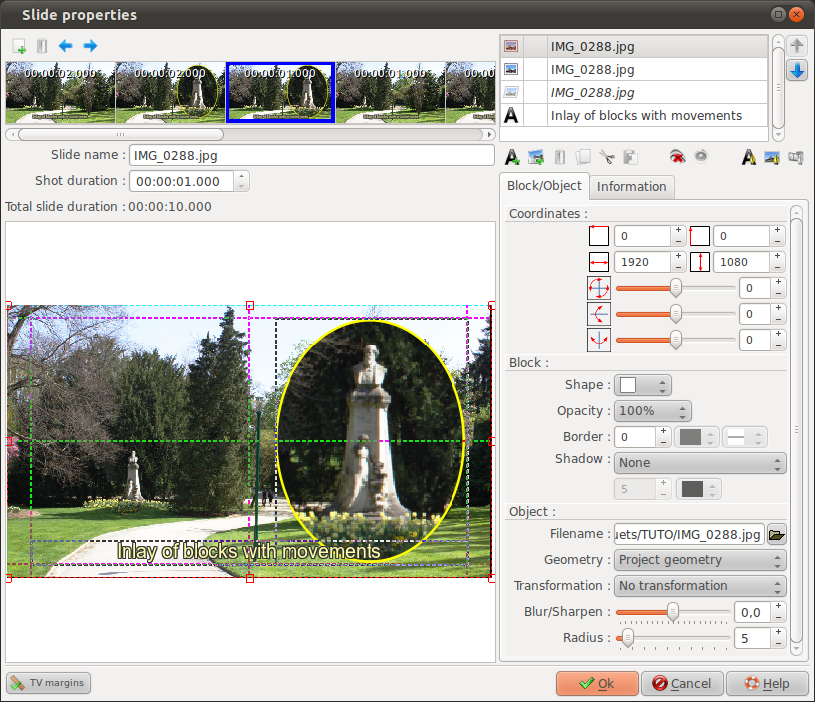 Slide properties
00:00:02.000
00:00:02.000
00:00:01.000
00:00:01.000
Slide name :
IMG_0288.jpg
Shot duration :
00:00:01.000
Total slide duration :
00:00:10.000
Inlay of blocks with movements
TV margins
IMG_0288.jpg
IMG_0288.jpg
IMG_0288.jpg
A Inlay of blocks with movements
Block/Object
Information
Coordinates :
0
0
1920
1080
0
0
0
Block :
Shape :
Opacity :
100%
Border :
0
Shadow :
None
5
Object :
Filename :
jets/TUTO/IMG_0288.jpg
Geometry :
Project geometry
Transformation :
No transformation
Blur/Sharpen :
0,0
Radius :
5
Ok
Cancel
Help